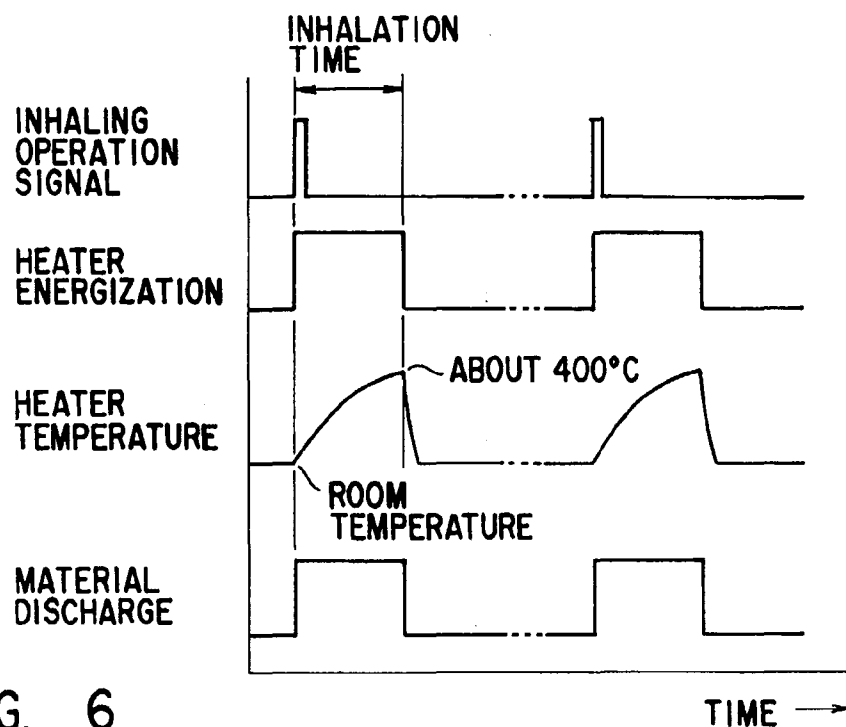 INHALATION
TIME
INHALING
OPERATION
SIGNAL
HEATER
ENERGIZATION
ABOUT 400°C
HEATER
TEMPERATURE
ROOM
TEMPERATURE
MATERIAL
DISCHARGE
G. 6
TIME